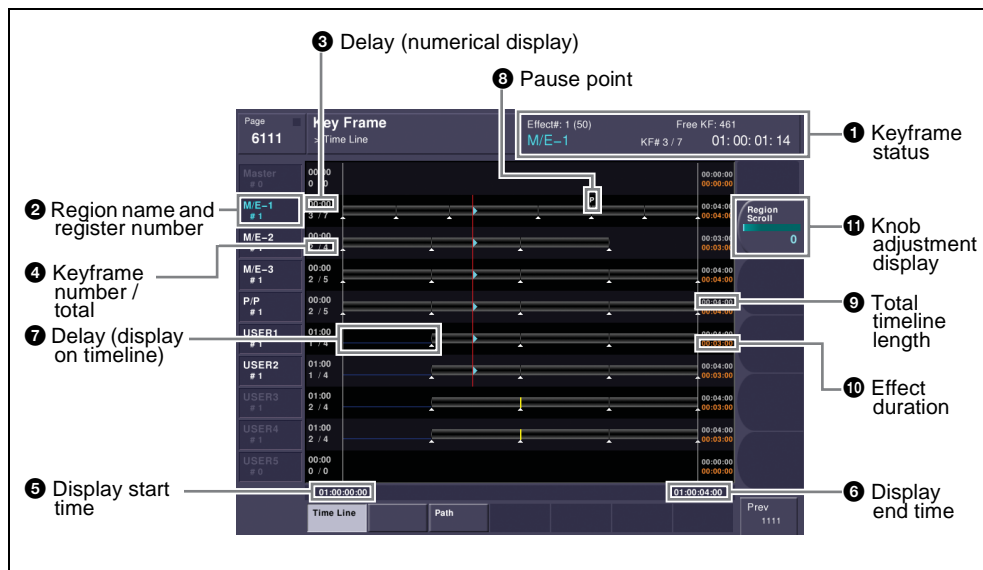 ❸ Delay (numerical display)
❽ Pause point
❶ Keyframe
status
❷ Region name and
register number
❹ Keyframe
number /
total
❼ Delay (display
on timeline)
❺ Display start
time
⓫ Knob
adjustment
display
❾ Total
timeline
length
❿ Effect
duration
❻ Display
end time
Page
6111
Key Frame
> Time Line
Effect#: 1 (50)
Free KF: 461
M/E–1
KF# 3 / 7
01: 00: 01: 14
Master
# 0
00:00
0 / 0
00:00:00
00:00:00
M/E–1
# 1
00:00
3 / 7
P
00:04:00
00:04:00
M/E–2
00:00
2 / 4
00:03:00
00:03:00
M/E–3
# 1
00:00
2 / 5
00:04:00
00:04:00
P/P
# 1
00:00
2 / 5
00:04:00
00:04:00
USER1
# 1
01:00
1 / 4
00:04:00
00:03:00
USER2
# 1
01:00
1 / 4
00:04:00
00:03:00
USER3
# 1
01:00
2 / 4
00:04:00
00:03:00
USER4
# 1
01:00
2 / 4
00:04:00
00:03:00
USER5
# 0
00:00
0 / 0
00:00:00
00:00:00
Region
Scroll
0
01:00:00:00
01:00:04:00
Time Line
Path
Prev
1111